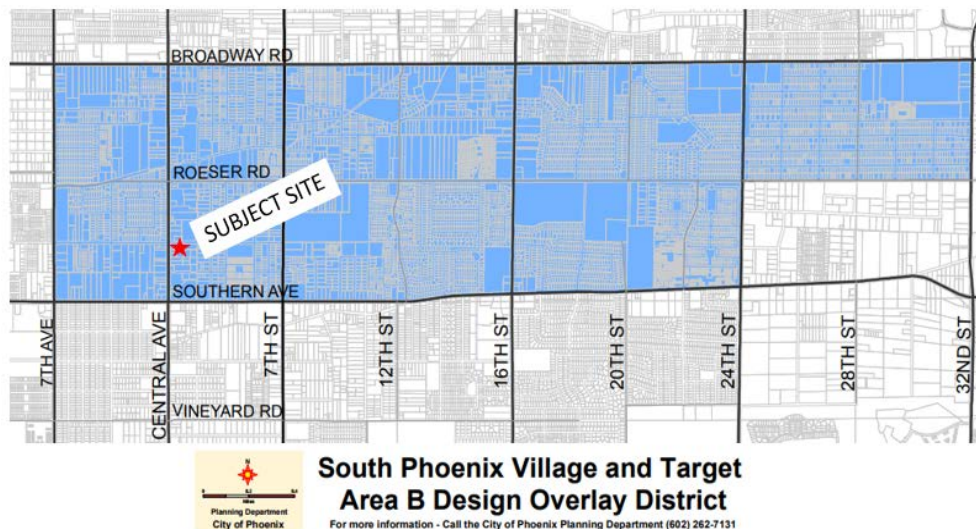 BROADWAY RD
ROESER RD
SUBJECT SITE
SOUTHERN AVE
7TH AVE
CENTRAL AVE
7TH ST
12TH ST
16TH ST
20TH ST
24TH ST
28TH ST
32ND ST
VINEYARD RD
N
Miles
Planning Department
City of Phoenix
South Phoenix Village and Target
Area B Design Overlay District
For more information - Call the City of Phoenix Planning Department (602) 262-7131